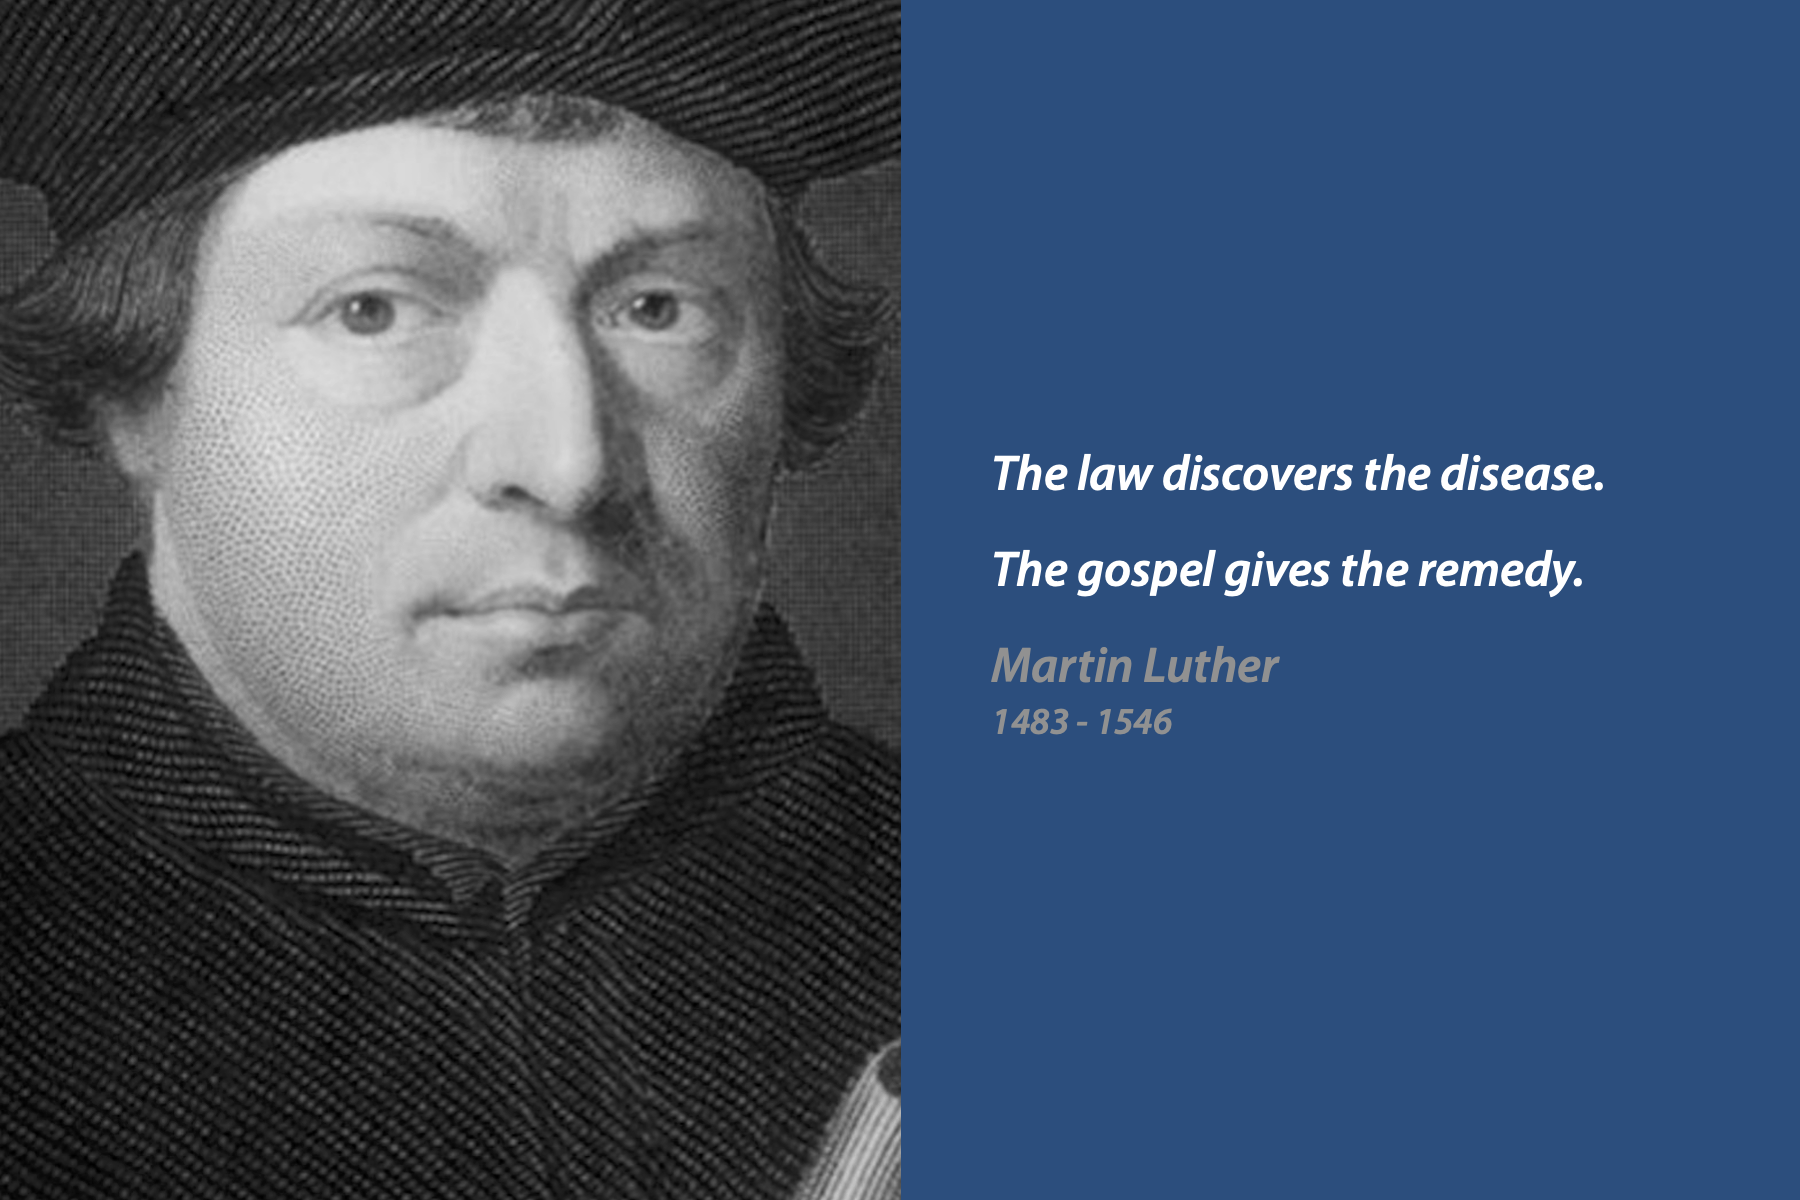 The law discovers the disease.
The gospel gives the remedy.
Martin Luther
1483 - 1546